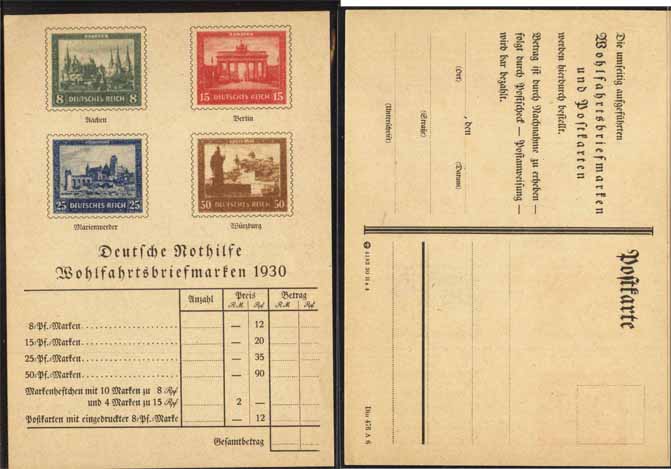 8 DEUTSCHES REICH 8
15 DEUTSCHES REICH 15
Aachen
Berlin
25 DEUTSCHES REICH 25
50 DEUTSCHES REICH 50
Marienwerder
Würzburg
Deutsche Nothilfe
Wohlfahrtsbriefmarken 1930
Anzahl Preis Betrag
RM. Rpf RM. Rpf
8-Pf.-Marken — 12
15-Pf.-Marken — 20
25-Pf.-Marken — 35
50-Pf.-Marken — 90
Markenheftchen mit 10 Marken zu 8 Rpf
und 4 Marken zu 15 Rpf 2 —
Postkarten mit eingedruckter 8-Pf.-Marke — 12
Gesamtbetrag
Die umseitig aufgeführten
Wohlfahrtsbriefmarken
und Postkarten
werden hierdurch bestellt.
Betrag ist durch Nachnahme zu erheben —
folgt durch Postscheck — Postanweisung —
wird bar bezahlt.
, den
(Ort) (Datum)
(Straße)
(Unterschrift)
Postkarte
Din 476 A 6